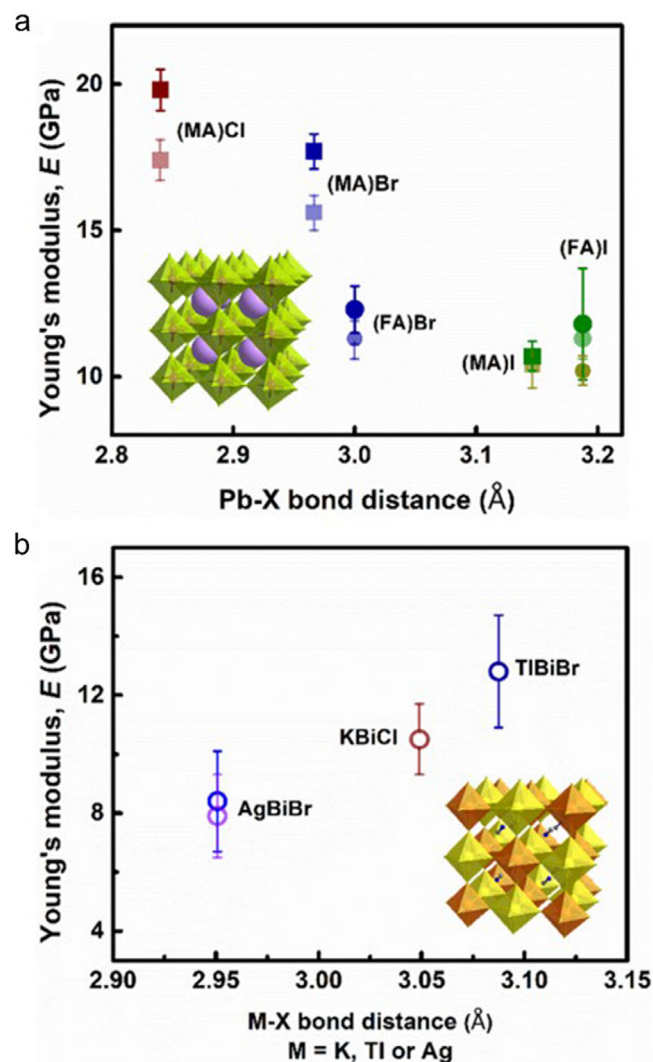 a
Young's modulus, E (GPa)
20
15
10
(MA)Cl
(MA)Br
(FA)Br
(FA)I
(MA)I
2.8 2.9 3.0 3.1 3.2
Pb-X bond distance (Å)
b
Young's modulus, E (GPa)
16
12
8
4
TlBiBr
KBiCl
AgBiBr
2.90 2.95 3.00 3.05 3.10 3.15
M-X bond distance (Å)
M = K, Tl or Ag